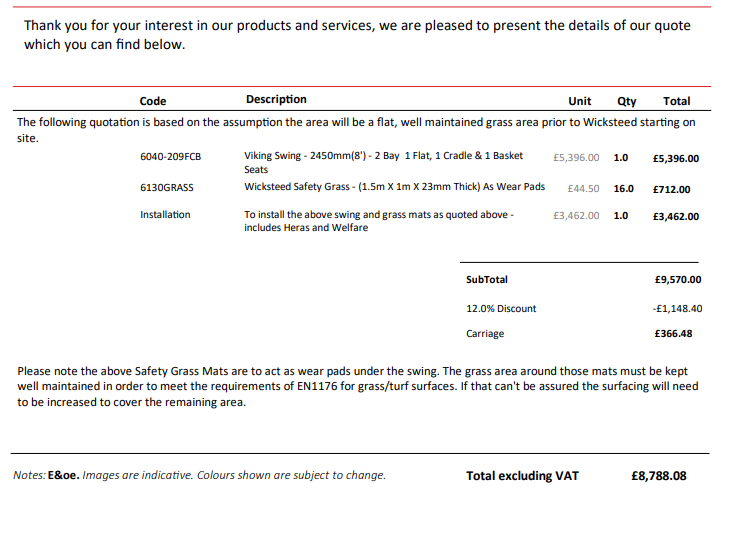 Thank you for your interest in our products and services, we are pleased to present the details of our quote
which you can find below.
Code Description Unit Qty Total
The following quotation is based on the assumption the area will be a flat, well maintained grass area prior to Wicksteed starting on
site.
6040-209FCB Viking Swing - 2450mm(8') - 2 Bay 1 Flat, 1 Cradle & 1 Basket £5,396.00 1.0 £5,396.00
Seats
6130GRASS Wicksteed Safety Grass - (1.5m X 1m X 23mm Thick) As Wear Pads £44.50 16.0 £712.00
Installation To install the above swing and grass mats as quoted above - £3,462.00 1.0 £3,462.00
includes Heras and Welfare
SubTotal £9,570.00
12.0% Discount -£1,148.40
Carriage £366.48
Please note the above Safety Grass Mats are to act as wear pads under the swing. The grass area around those mats must be kept
well maintained in order to meet the requirements of EN1176 for grass/turf surfaces. If that can't be assured the surfacing will need
to be increased to cover the remaining area.
Notes: E&oe. Images are indicative. Colours shown are subject to change. Total excluding VAT £8,788.08